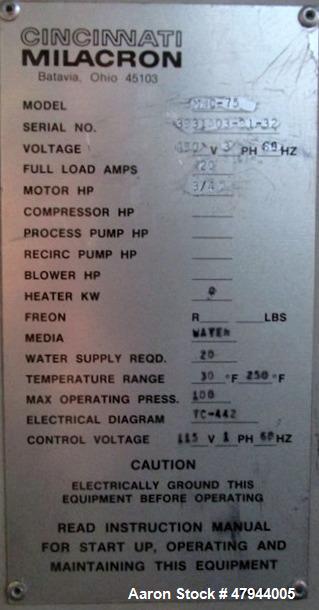 CINCINNATI
MILACRON
Batavia, Ohio 45103
MODEL
SERIAL NO.
VOLTAGE V 3 PH 60 HZ
FULL LOAD AMPS
MOTOR HP 3/4
COMPRESSOR HP
PROCESS PUMP HP
RECIRC PUMP HP
BLOWER HP
HEATER KW
FREON R LBS
MEDIA WATER
WATER SUPPLY REQD. 20
TEMPERATURE RANGE 30 °F 250 °F
MAX OPERATING PRESS. 100
ELECTRICAL DIAGRAM TC-442
CONTROL VOLTAGE 115 V 1 PH 60 HZ
CAUTION
ELECTRICALLY GROUND THIS
EQUIPMENT BEFORE OPERATING
READ INSTRUCTION MANUAL
FOR START UP, OPERATING AND
MAINTAINING THIS EQUIPMENT
Aaron Stock # 47944005